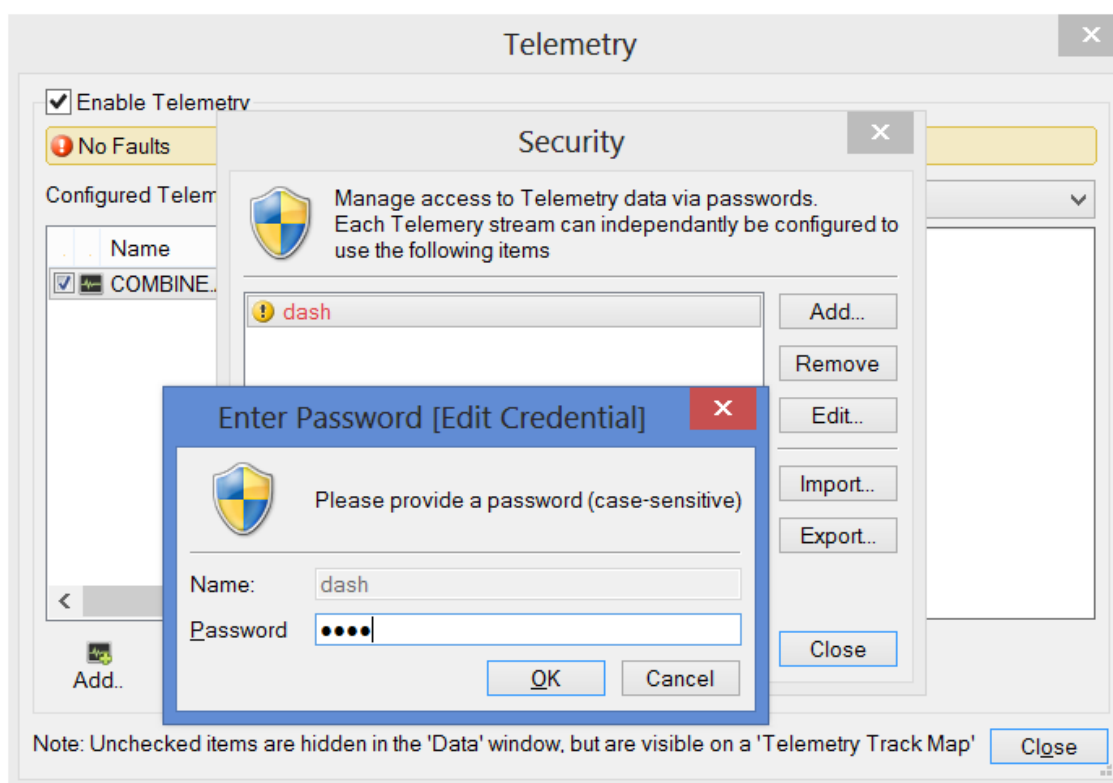 Telemetry
Enable Telemetry
No Faults
Configured Telem
Name
COMBINE..
Add..
Security
Manage access to Telemetry data via passwords.
Each Telemery stream can independantly be configured to
use the following items
dash
Add...
Remove
Edit...
Import...
Export...
Close
Enter Password [Edit Credential]
Please provide a password (case-sensitive)
Name:
dash
Password
••••
OK
Cancel
Note: Unchecked items are hidden in the 'Data' window, but are visible on a 'Telemetry Track Map'
Close